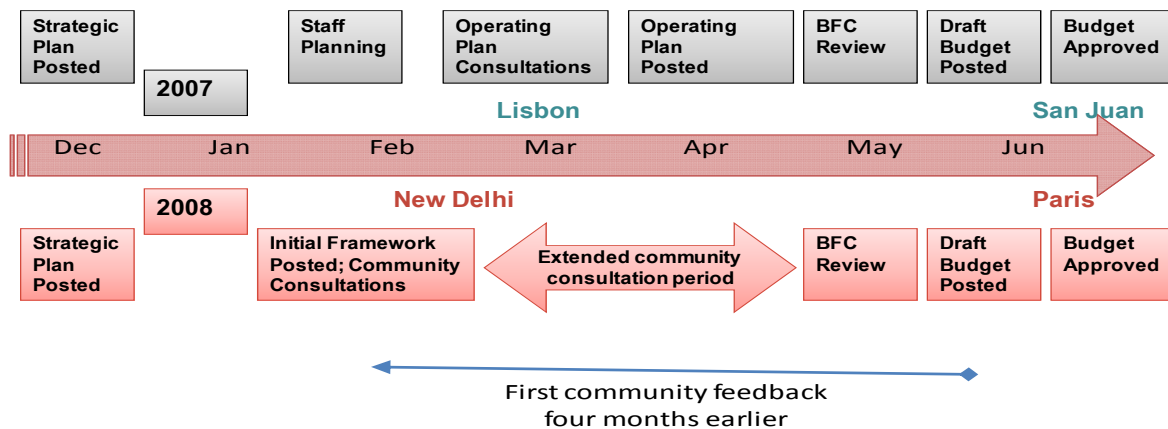 Strategic
Plan
Posted
Staff
Planning
Operating
Plan
Consultations
Operating
Plan
Posted
BFC
Review
Draft
Budget
Posted
Budget
Approved
2007
Lisbon
San Juan
Dec Jan Feb Mar Apr May Jun
2008
New Delhi
Paris
Strategic
Plan
Posted
Initial Framework
Posted; Community
Consultations
Extended community
consultation period
BFC
Review
Draft
Budget
Posted
Budget
Approved
First community feedback
four months earlier